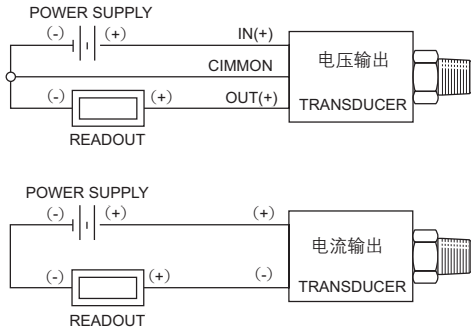 POWER SUPPLY
(-) (+) IN(+)
CIMMON
电压输出
(-) (+) OUT(+)
TRANSDUCER
READOUT
POWER SUPPLY
(-) (+) (+)
电流输出
(-) (+) (-)
TRANSDUCER
READOUT